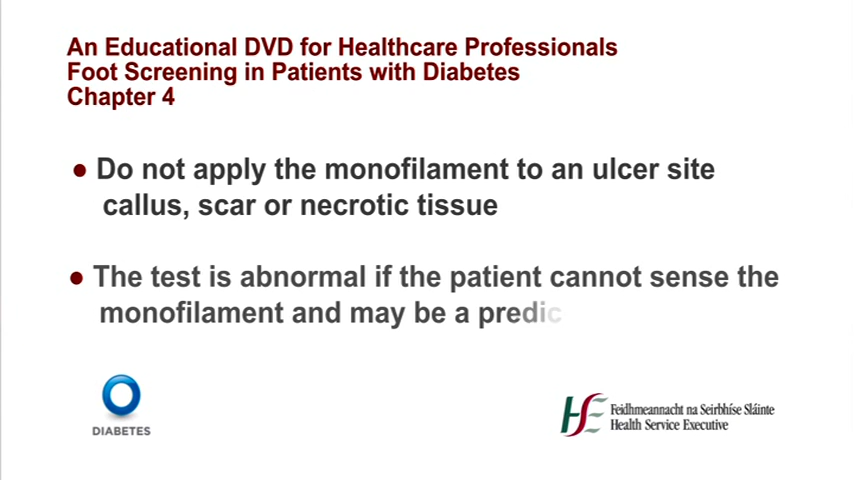 An Educational DVD for Healthcare Professionals
Foot Screening in Patients with Diabetes
Chapter 4
● Do not apply the monofilament to an ulcer site
callus, scar or necrotic tissue
● The test is abnormal if the patient cannot sense the
monofilament and may be a predic
DIABETES
HSE Feidhmeannacht na Seirbhíse Sláinte
Health Service Executive